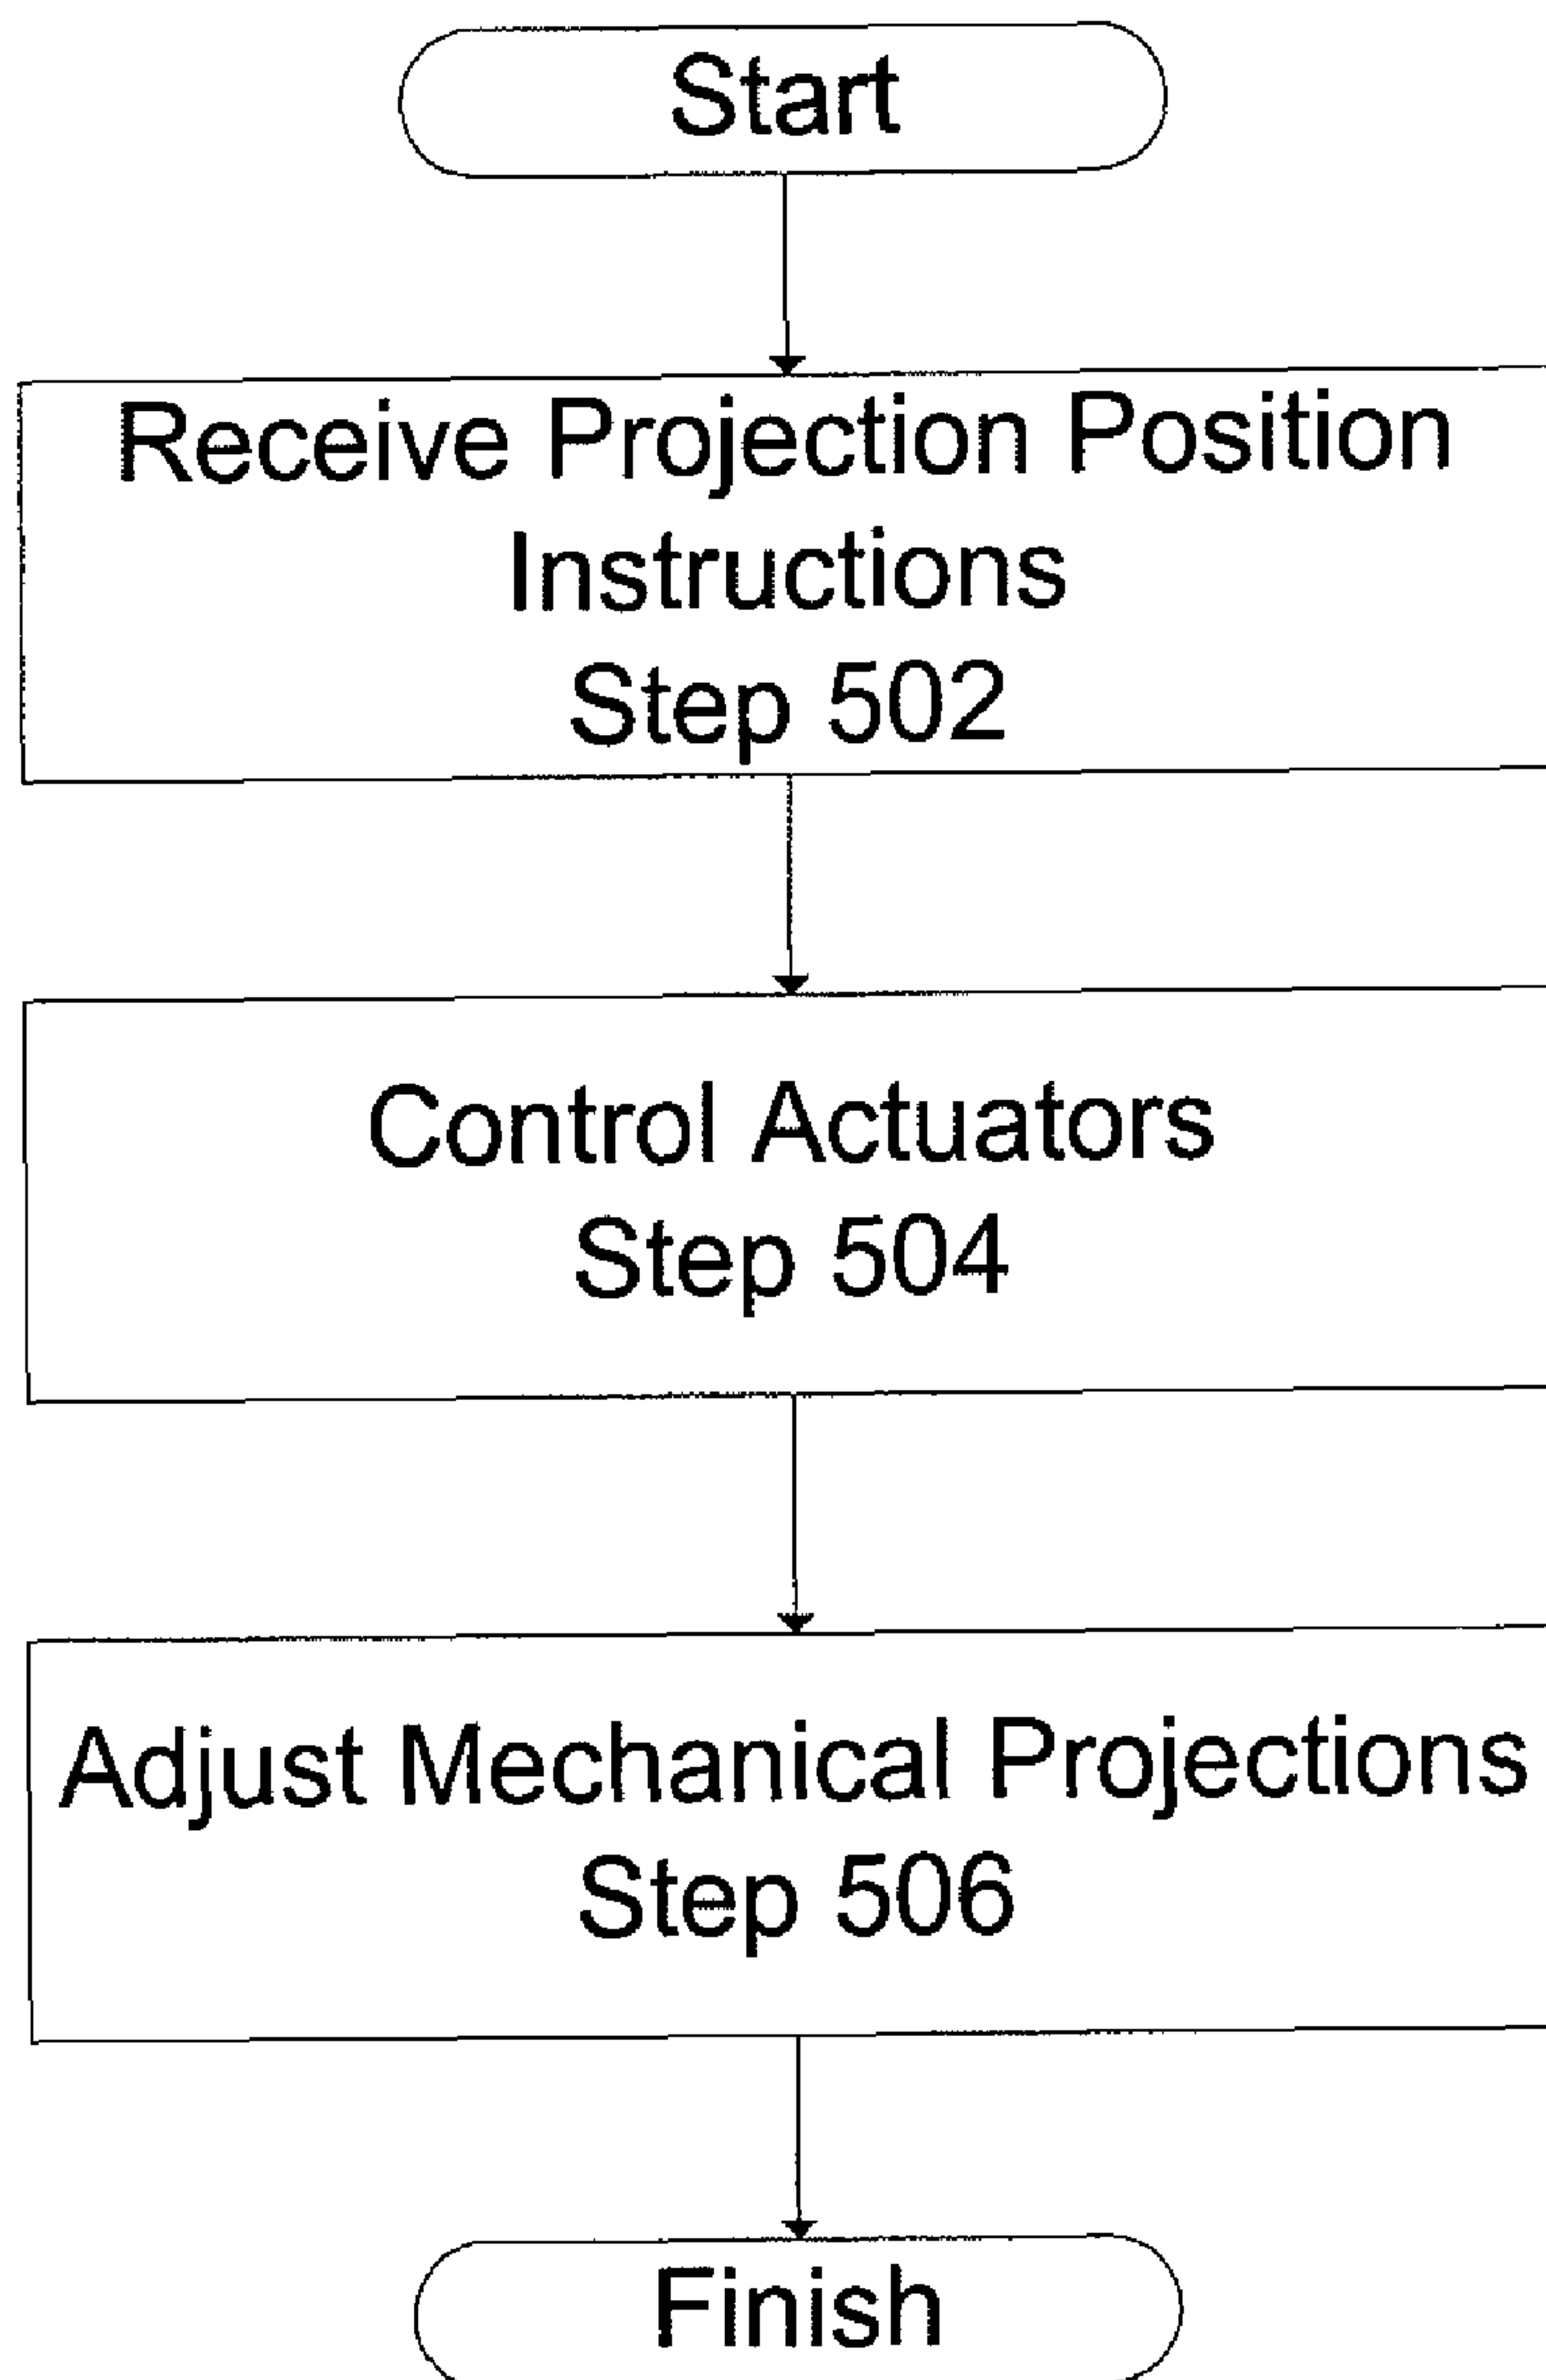 Start
Receive Projection Position
Instructions
Step 502
Control Actuators
Step 504
Adjust Mechanical Projections
Step 506
Finish